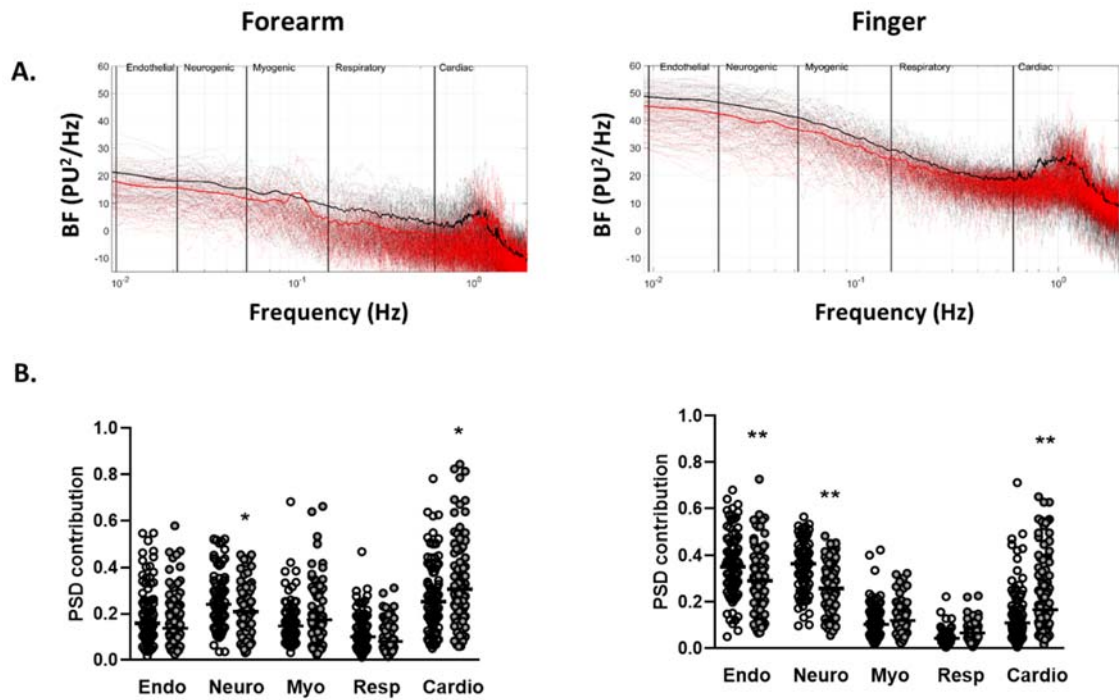 Forearm
Finger
A.
60
50
40
30
20
10
0
-10
Endothelial Neurogenic Myogenic Respiratory Cardiac
BF (PU²/Hz)
10⁻² 10⁻¹ 10⁰
Frequency (Hz)
60
50
40
30
20
10
0
-10
Endothelial Neurogenic Myogenic Respiratory Cardiac
BF (PU²/Hz)
10⁻² 10⁻¹ 10⁰
Frequency (Hz)
B.
1.0
0.8
0.6
0.4
0.2
0.0
PSD contribution
*
*
Endo Neuro Myo Resp Cardio
1.0
0.8
0.6
0.4
0.2
0.0
PSD contribution
**
**
**
Endo Neuro Myo Resp Cardio